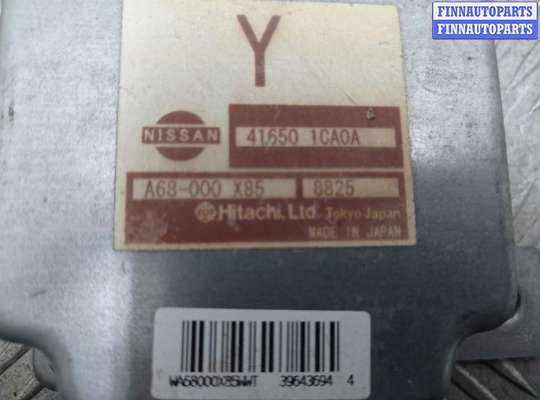 FINNAUTOPARTS
FINNAUTOPARTS
Y
NISSAN
41650 1CA0A
A68-000 X85 8825
Hitachi, Ltd. Tokyo Japan
MADE IN JAPAN
WA68000X85WWT 39643694 4